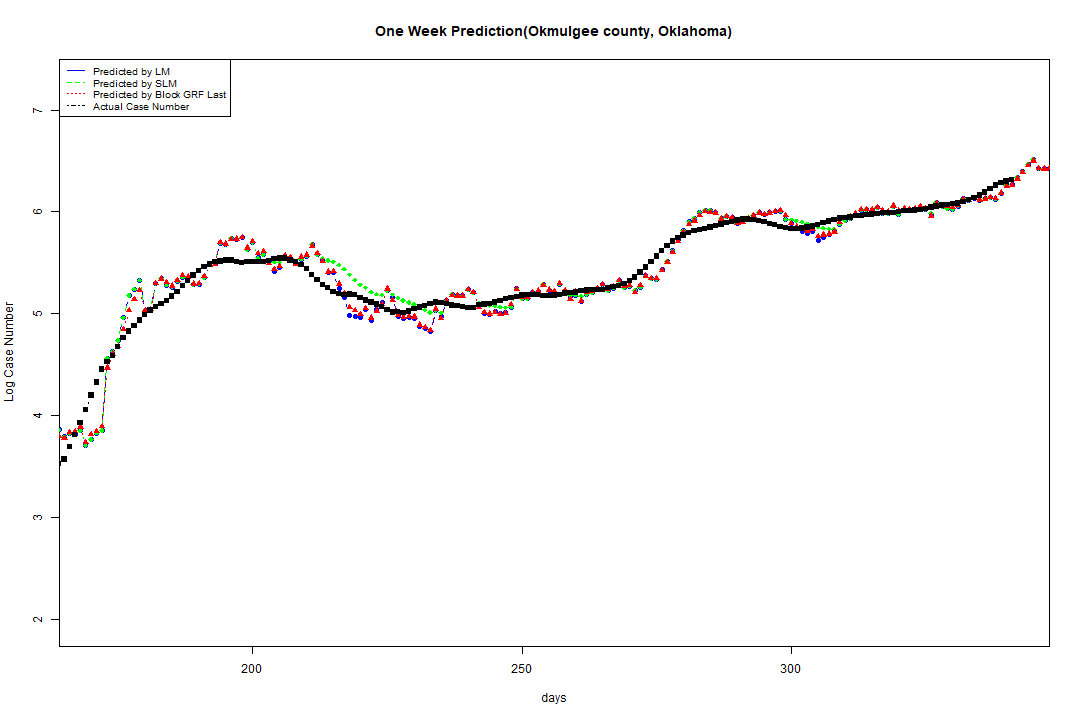 One Week Prediction(Okmulgee county, Oklahoma)
Predicted by LM
Predicted by SLM
Predicted by Block GRF Last
Actual Case Number
7
6
5
4
3
2
Log Case Number
200
250
300
days